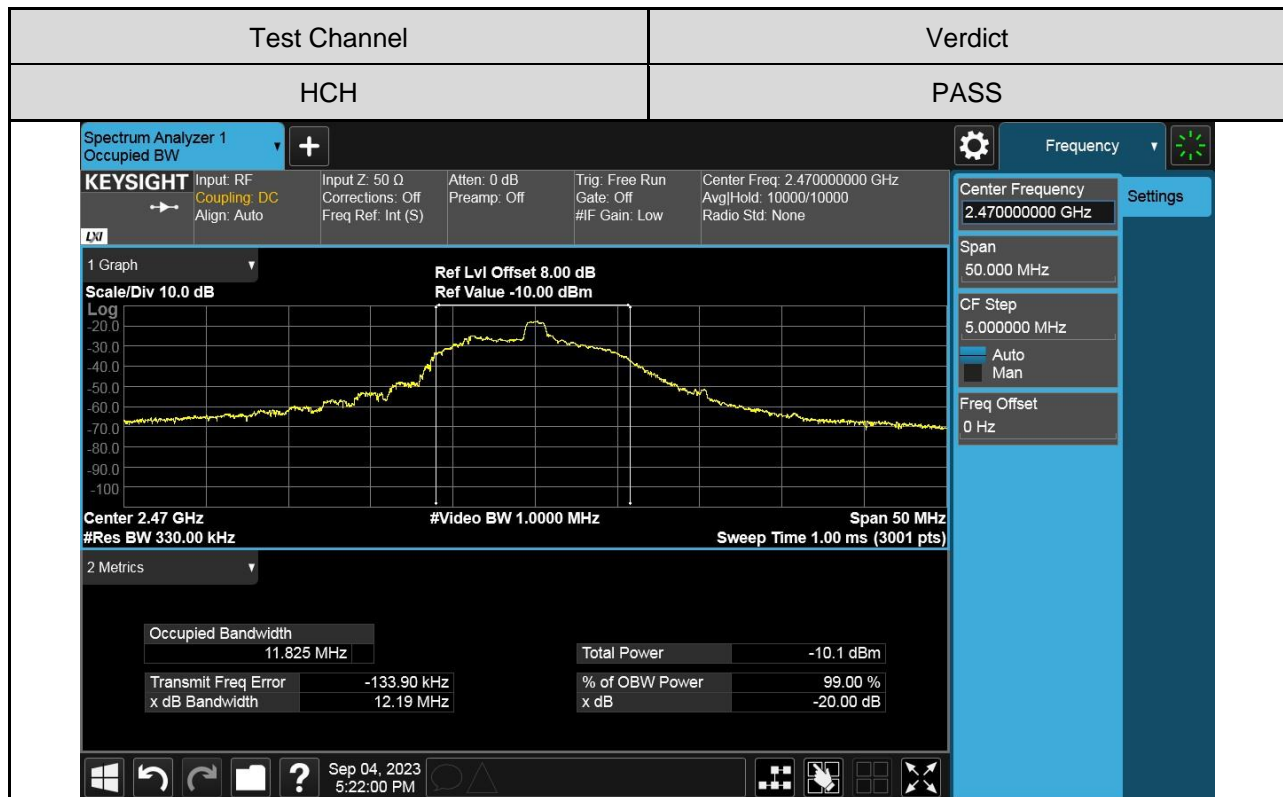 Test Channel Verdict
HCH PASS
Spectrum Analyzer 1
Occupied BW
+
Frequency
KEYSIGHT Input: RF Input Z: 50 Ω Atten: 0 dB Trig: Free Run Center Freq: 2.470000000 GHz
Coupling: DC Corrections: Off Preamp: Off Gate: Off Avg|Hold: 10000/10000
Align: Auto Freq Ref: Int (S) #IF Gain: Low Radio Std: None
LXI
Center Frequency
2.470000000 GHz
Settings
Span
50.000 MHz
CF Step
5.000000 MHz
Auto
Man
Freq Offset
0 Hz
1 Graph
Ref Lvl Offset 8.00 dB
Scale/Div 10.0 dB Ref Value -10.00 dBm
Log
-20.0
-30.0
-40.0
-50.0
-60.0
-70.0
-80.0
-90.0
-100
Center 2.47 GHz #Video BW 1.0000 MHz Span 50 MHz
#Res BW 330.00 kHz Sweep Time 1.00 ms (3001 pts)
2 Metrics
Occupied Bandwidth
11.825 MHz Total Power -10.1 dBm
Transmit Freq Error -133.90 kHz % of OBW Power 99.00 %
x dB Bandwidth 12.19 MHz x dB -20.00 dB
? Sep 04, 2023
5:22:00 PM